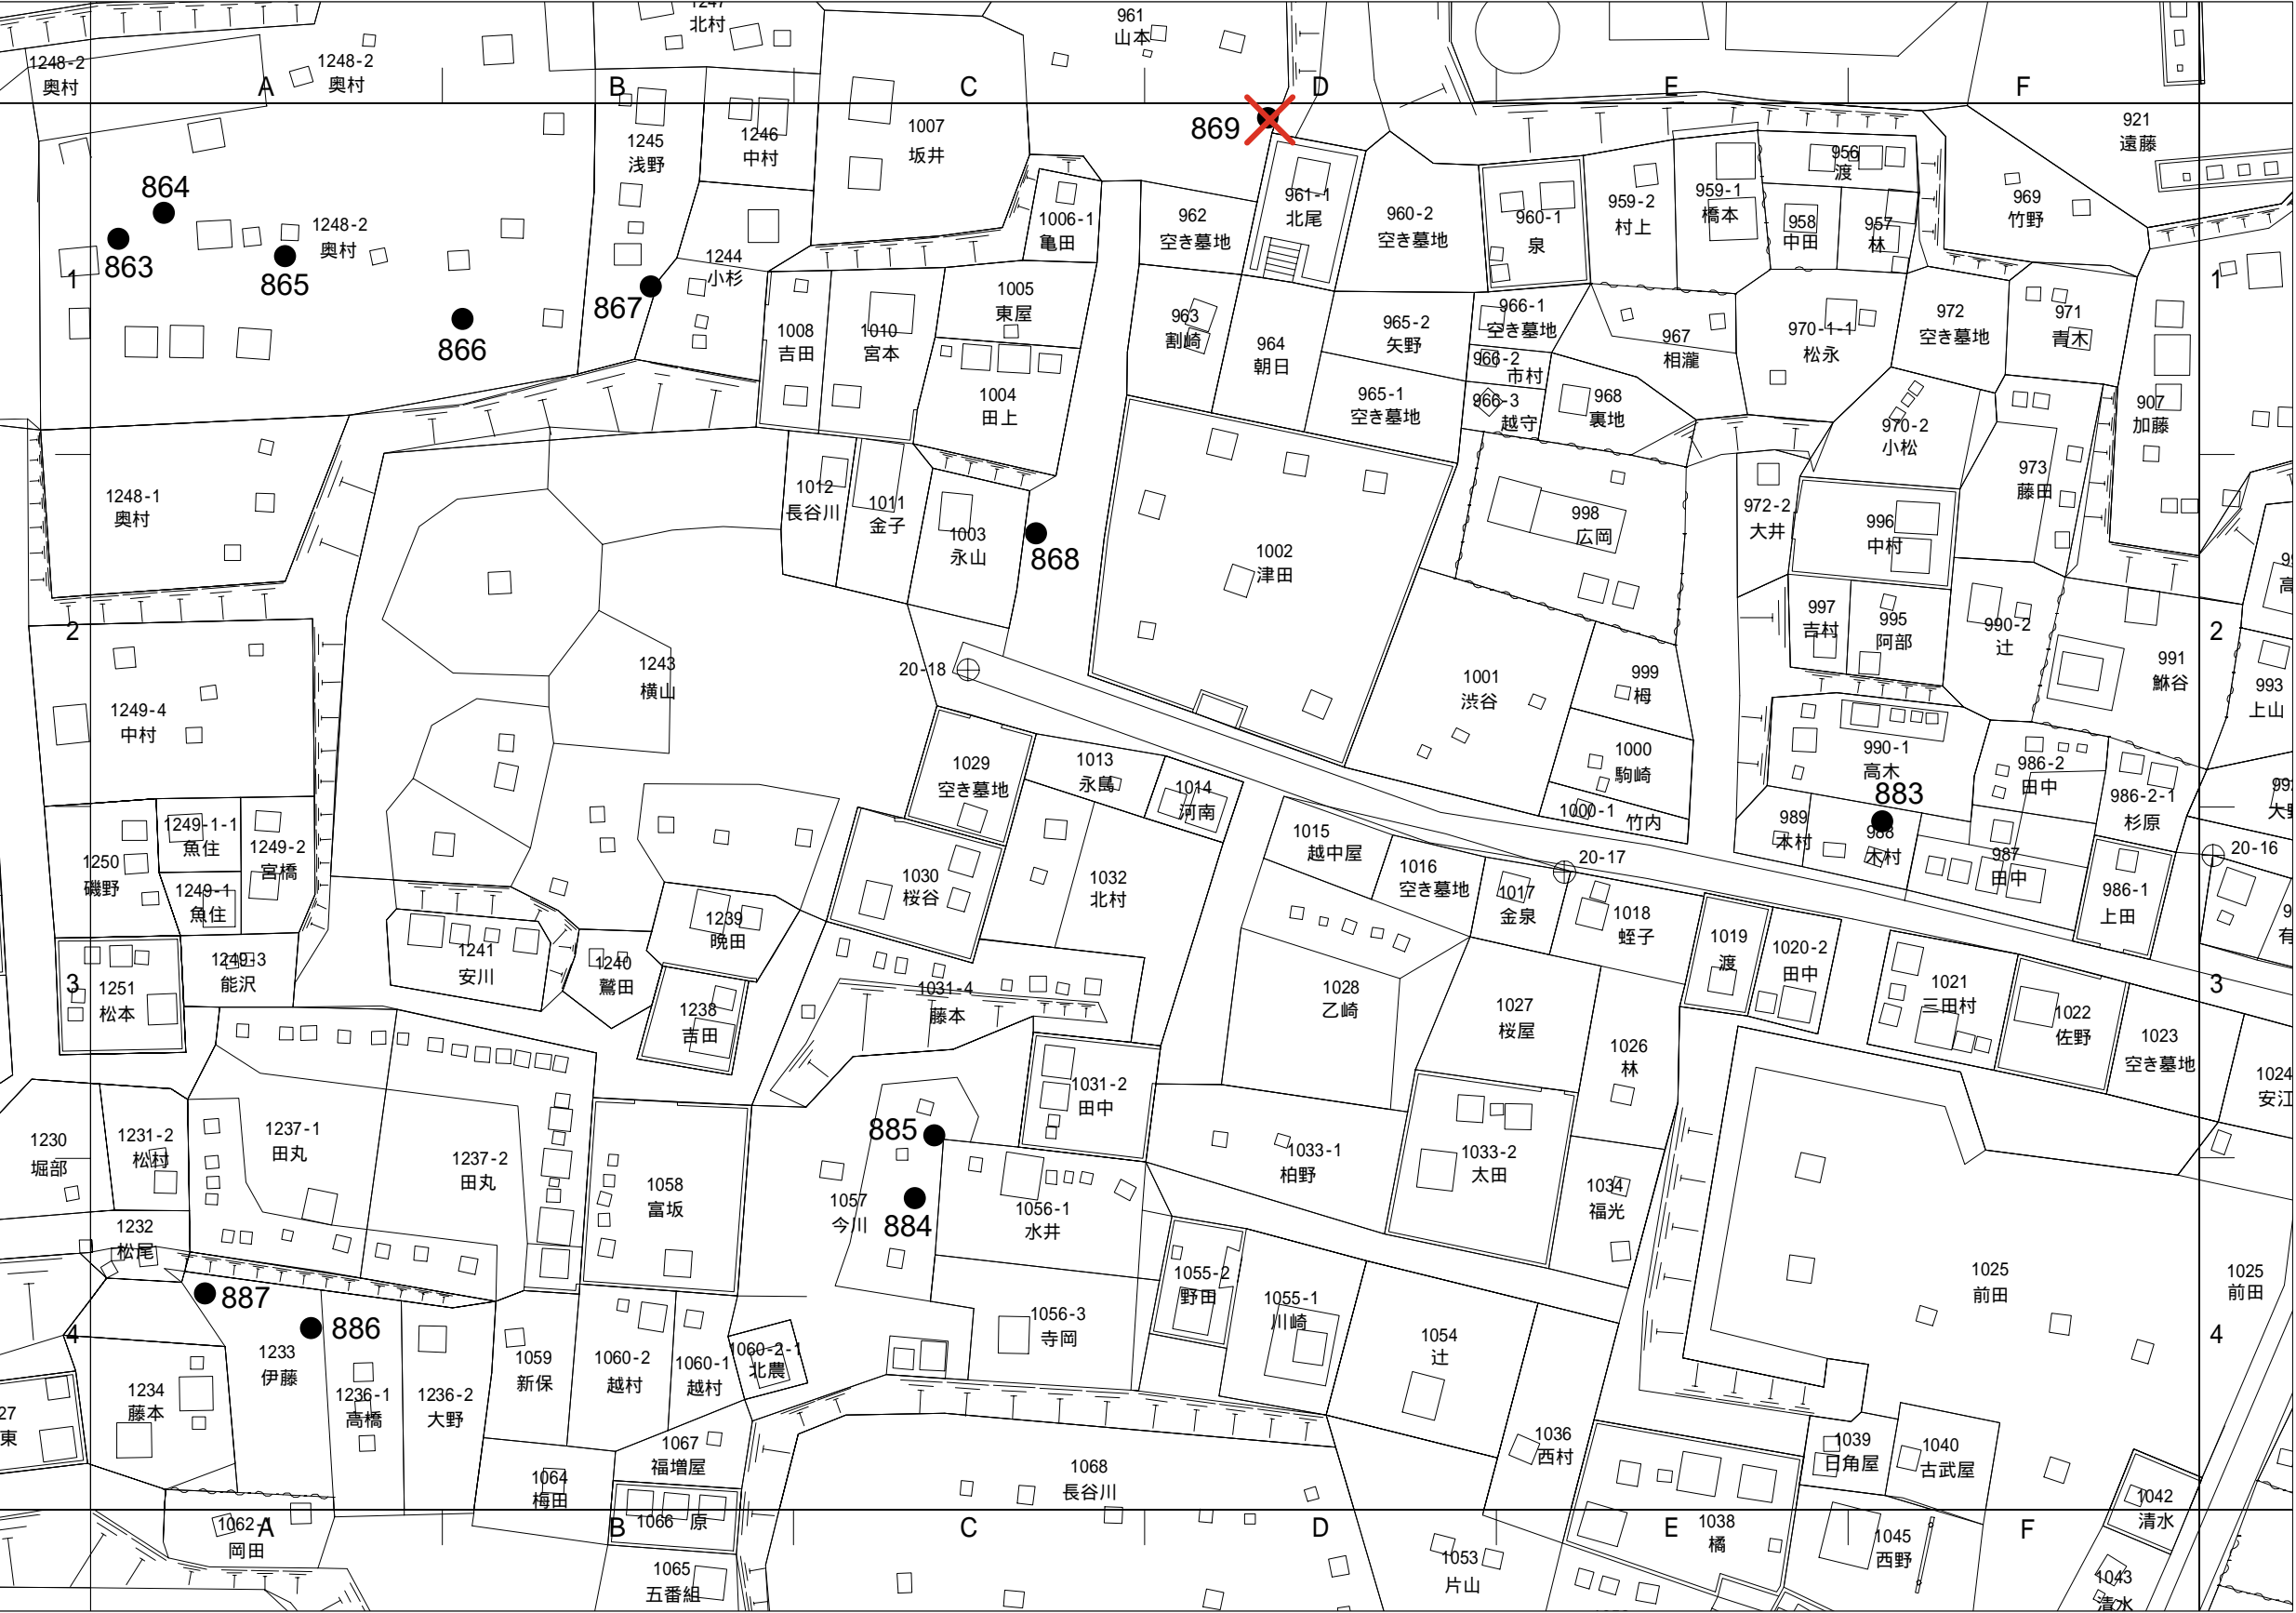 1247
北村
961
山本
1248-2
奥村
1248-2
奥村
A
B
C
D
E
F
869
1245
浅野
1246
中村
1007
坂井
921
遠藤
956
渡
864
863
865
1248-2
奥村
866
867
1
1244
小杉
1006-1
亀田
962
空き墓地
961-1
北尾
960-2
空き墓地
960-1
泉
959-2
村上
959-1
橋本
958
中田
957
林
969
竹野
1
1008
吉田
1010
宮本
1005
東屋
1004
田上
963
割崎
964
朝日
965-2
矢野
965-1
空き墓地
966-1
空き墓地
966-2
市村
966-3
越守
967
相瀧
968
裏地
970-1-1
松永
972
空き墓地
971
青木
970-2
小松
907
加藤
973
藤田
1248-1
奥村
1012
長谷川
1011
金子
1003
永山
868
1002
津田
998
広岡
972-2
大井
996
中村
997
吉村
995
阿部
990-2
辻
991
鮴谷
993
上山
2
2
1243
横山
20-18
1001
渋谷
999
栂
1000
駒崎
1000-1
竹内
1249-4
中村
1029
空き墓地
1013
永島
1014
河南
990-1
高木
883
986-2
田中
986-2-1
杉原
989
本村
988
木村
987
田中
986-1
上田
20-16
20-17
1250
磯野
1249-1-1
魚住
1249-1
魚住
1249-2
宮橋
1249-3
能沢
1251
松本
3
1241
安川
1240
鷲田
1239
晩田
1238
吉田
1030
桜谷
1032
北村
1031-4
藤本
1015
越中屋
1016
空き墓地
1017
金泉
1018
蛭子
1019
渡
1020-2
田中
1021
三田村
1022
佐野
1023
空き墓地
3
1024
安江
1028
乙崎
1027
桜屋
1026
林
1031-2
田中
1230
堀部
1231-2
松村
1232
松尾
1237-1
田丸
1237-2
田丸
1058
富坂
885
884
1057
今川
1056-1
水井
1033-1
柏野
1033-2
太田
1034
福光
1025
前田
1025
前田
887
886
4
1233
伊藤
1234
藤本
1236-1
高橋
1236-2
大野
1059
新保
1060-2
越村
1060-1
越村
1060-2-1
北農
1056-3
寺岡
1055-2
野田
1055-1
川崎
1054
辻
1036
西村
4
27
東
1064
梅田
1067
福増屋
1066 原
1065
五番組
1068
長谷川
1062-1
岡田
1053
片山
1038
橘
1039
日角屋
1040
古武屋
1045
西野
1042
清水
1043
清水
A
B
C
D
E
F